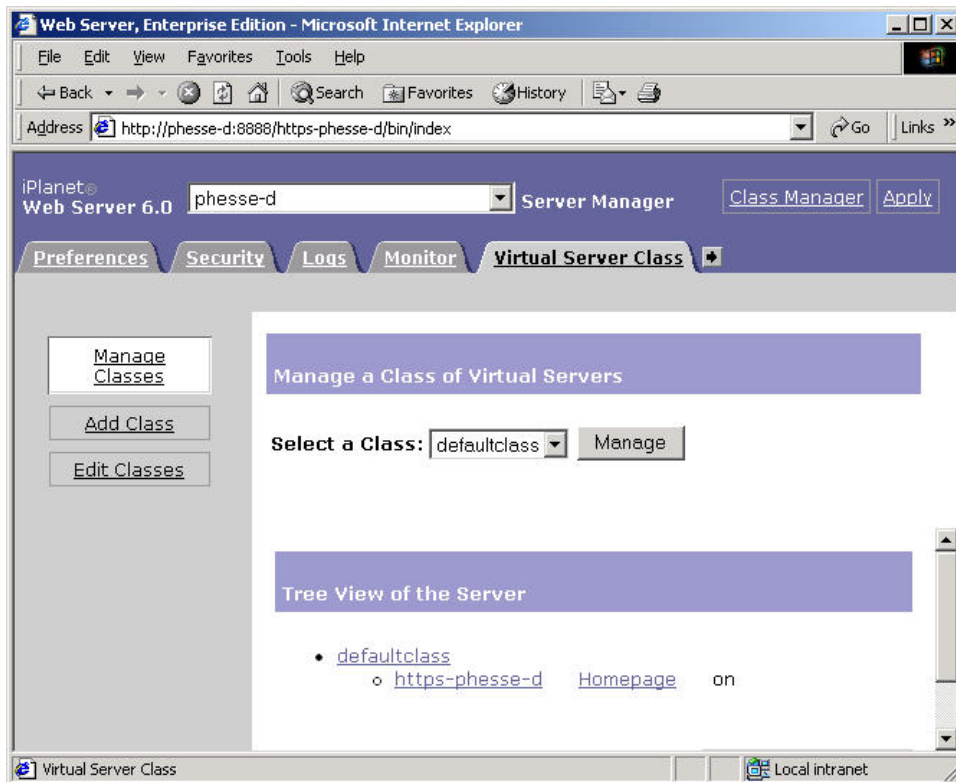 Web Server, Enterprise Edition - Microsoft Internet Explorer
File Edit View Favorites Tools Help
Back Search Favorites History
Address http://phesse-d:8888/https-phesse-d/bin/index Go Links »
iPlanet®
Web Server 6.0 phesse-d Server Manager Class Manager Apply
Preferences Security Logs Monitor Virtual Server Class
Manage
Classes
Add Class
Edit Classes
Manage a Class of Virtual Servers
Select a Class: defaultclass Manage
Tree View of the Server
• defaultclass
o https-phesse-d Homepage on
Virtual Server Class Local intranet